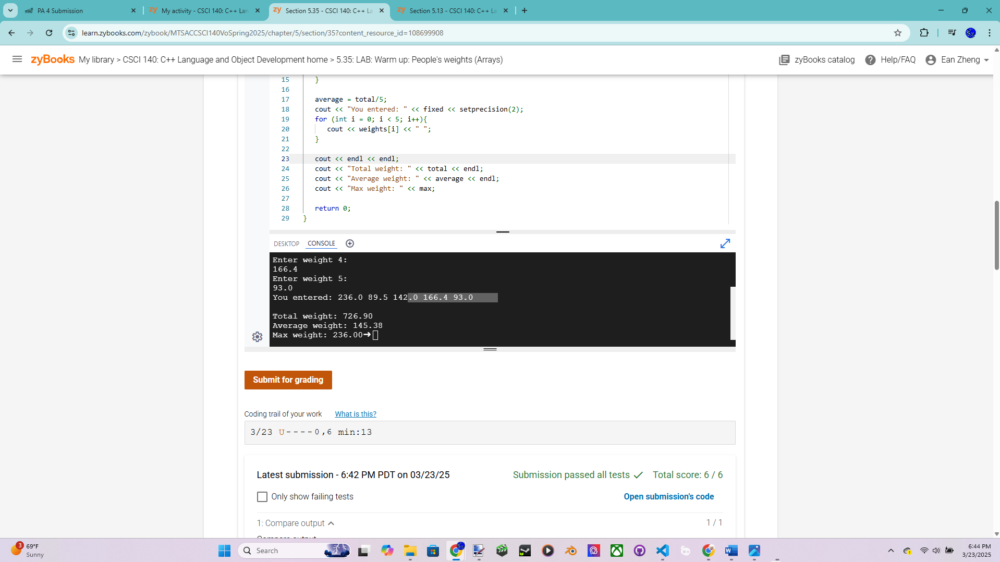 PA 4 Submission
My activity - CSCI 140: C++ Lan
Section 5.35 - CSCI 140: C++ La
Section 5.13 - CSCI 140: C++ La
learn.zybooks.com/zybook/MTSACCSCI140VoSpring2025/chapter/5/section/35?content_resource_id=108699908
zyBooks My library > CSCI 140: C++ Language and Object Development home > 5.35: LAB: Warm up: People's weights (Arrays)
zyBooks catalog
Help/FAQ
Ean Zheng
15 }
16
17 average = total/5;
18 cout << "You entered: " << fixed << setprecision(2);
19 for (int i = 0; i < 5; i++){
20 cout << weights[i] << " ";
21 }
22
23 cout << endl << endl;
24 cout << "Total weight: " << total << endl;
25 cout << "Average weight: " << average << endl;
26 cout << "Max weight: " << max;
27
28 return 0;
29 }
DESKTOP CONSOLE
Enter weight 4:
166.4
Enter weight 5:
93.0
You entered: 236.0 89.5 142.0 166.4 93.0
Total weight: 726.90
Average weight: 145.38
Max weight: 236.00➜
Submit for grading
Coding trail of your work What is this?
3/23 U----0,6 min:13
Latest submission - 6:42 PM PDT on 03/23/25
Submission passed all tests Total score: 6 / 6
Only show failing tests
Open submission's code
1: Compare output
1 / 1
Compare output
3
69°F
Sunny
Search
6:44 PM
3/23/2025